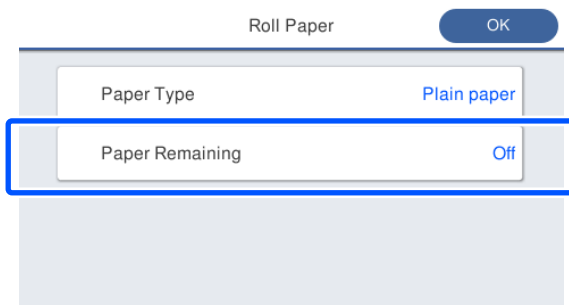 Roll Paper
OK
Paper Type Plain paper
Paper Remaining Off